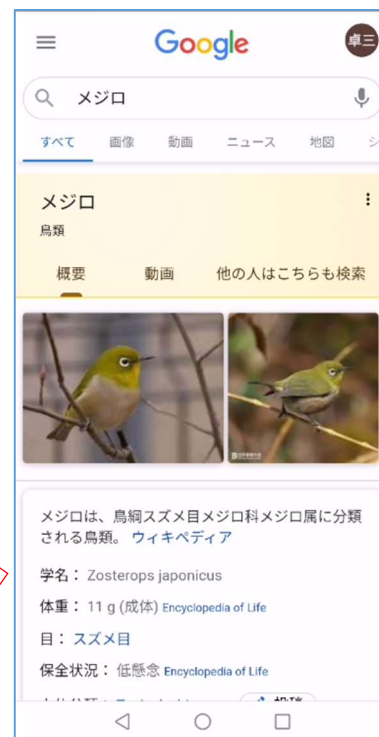 Google
卓三
メジロ
すべて 画像 動画 ニュース 地図
メジロ
鳥類
概要 動画 他の人はこちらも検索
メジロは、鳥綱スズメ目メジロ科メジロ属に分類
される鳥類。 ウィキペディア
学名： Zosterops japonicus
体重： 11 g (成体) Encyclopedia of Life
目： スズメ目
保全状況： 低懸念 Encyclopedia of Life